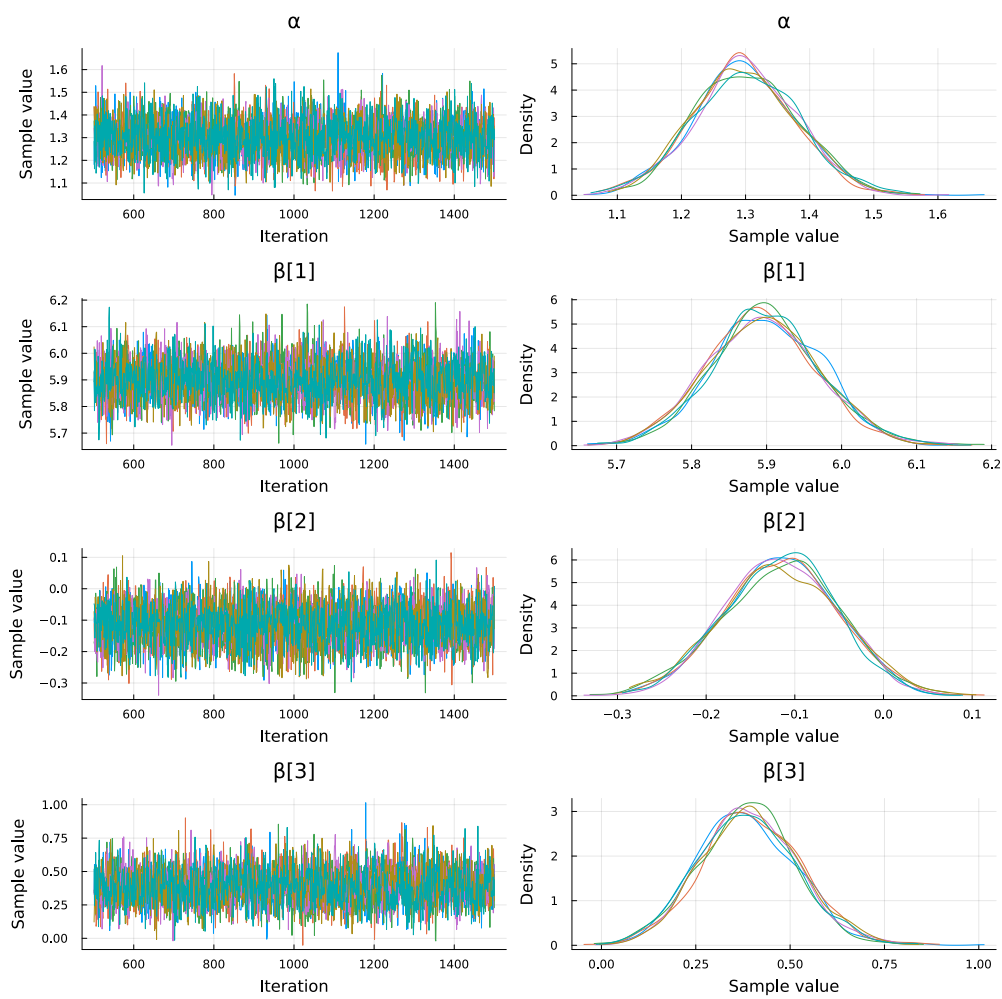 α
α
Sample value
1.6
1.5
1.4
1.3
1.2
1.1
600 800 1000 1200 1400
Iteration
Density
5
4
3
2
1
0
1.1 1.2 1.3 1.4 1.5 1.6
Sample value
β[1]
β[1]
Sample value
6.2
6.1
6.0
5.9
5.8
5.7
600 800 1000 1200 1400
Iteration
Density
6
5
4
3
2
1
0
5.7 5.8 5.9 6.0 6.1 6.2
Sample value
β[2]
β[2]
Sample value
0.1
0.0
−0.1
−0.2
−0.3
600 800 1000 1200 1400
Iteration
Density
6
5
4
3
2
1
0
−0.3 −0.2 −0.1 0.0 0.1
Sample value
β[3]
β[3]
Sample value
1.00
0.75
0.50
0.25
0.00
600 800 1000 1200 1400
Iteration
Density
3
2
1
0
0.00 0.25 0.50 0.75 1.00
Sample value